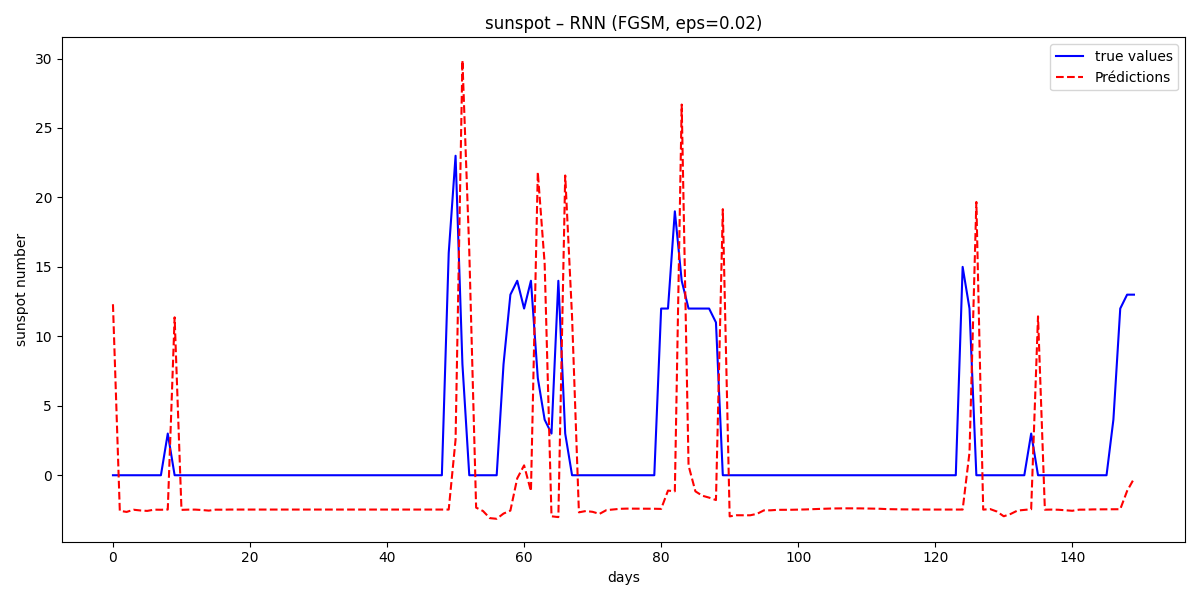 sunspot – RNN (FGSM, eps=0.02)
true values
Prédictions
sunspot number
30
25
20
15
10
5
0
0 20 40 60 80 100 120 140
days